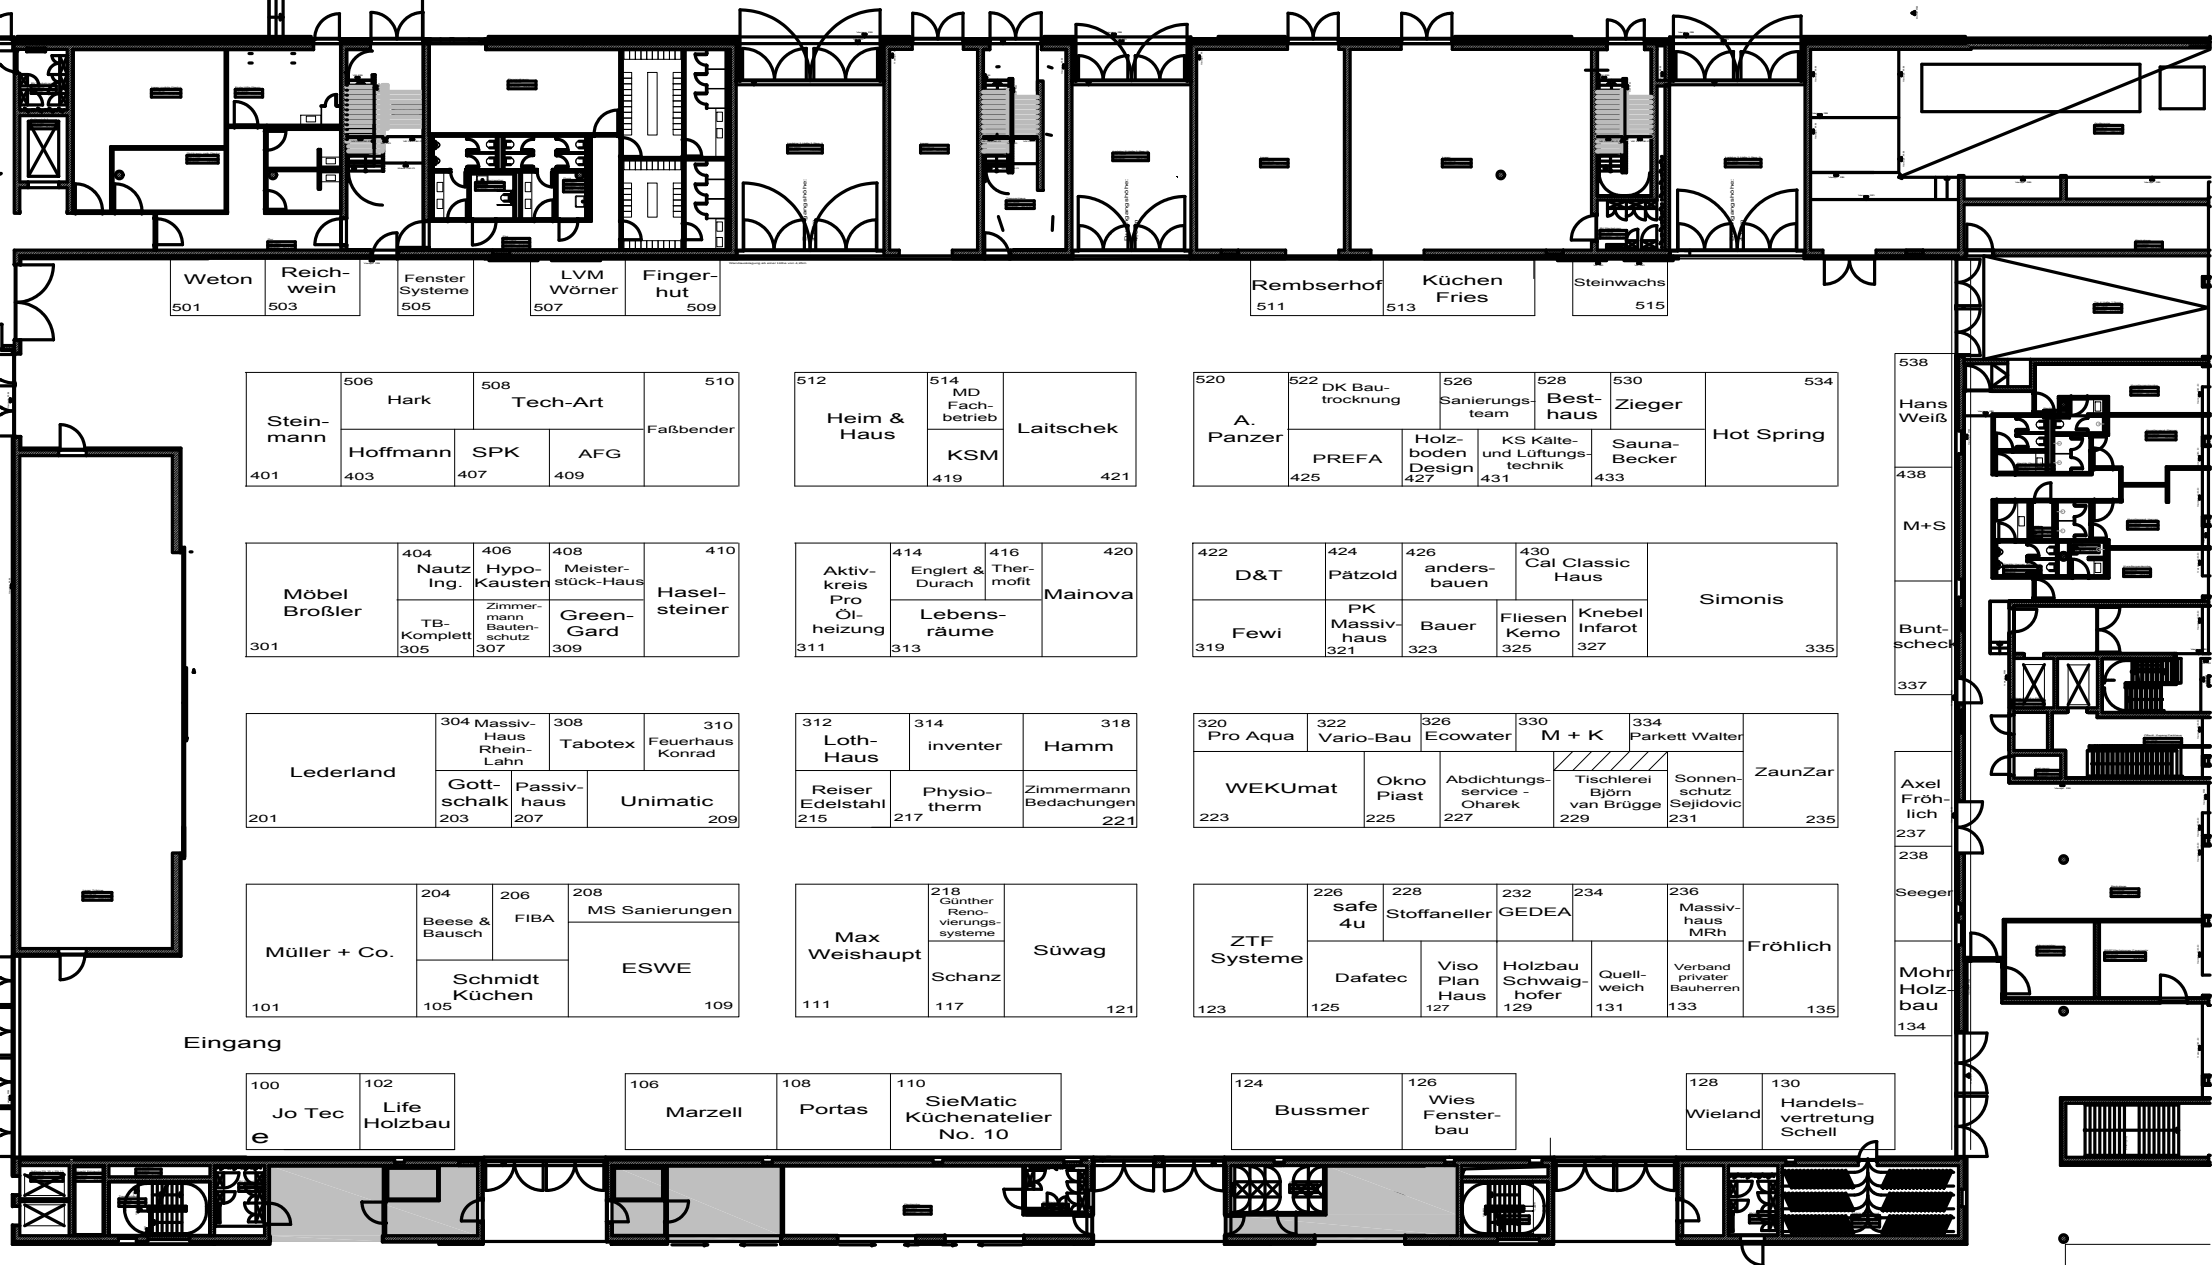 Weton
501
Reich-
wein
503
Fenster
Systeme
505
LVM
Wörner
507
Finger-
hut
509
Rembserhof
511
Küchen
Fries
513
Steinwachs
515
Stein-
mann
401
506
Hark
508
Tech-Art
510
Faßbender
Hoffmann
403
SPK
407
AFG
409
512
Heim &
Haus
514
MD
Fach-
betrieb
KSM
419
Laitschek
421
520
A.
Panzer
522
DK Bau-
trocknung
526
Sanierungs-
team
528
Best-
haus
530
Zieger
534
Hot Spring
PREFA
425
Holz-
boden
Design
427
KS Kälte-
und Lüftungs-
technik
431
Sauna-
Becker
433
538
Hans
Weiß
438
M+S
Bunt-
scheck
337
Möbel
Broßler
301
404
Nautz
Ing.
406
Hypo-
Kausten
408
Meister-
stück-Haus
410
Hasel-
steiner
TB-
Komplett
305
Zimmer-
mann
Bauten-
schutz
307
Green-
Gard
309
Aktiv-
kreis
Pro
Öl-
heizung
311
414
Englert &
Durach
416
Ther-
mofit
420
Mainova
Lebens-
räume
313
422
D&T
424
Pätzold
426
anders-
bauen
430
Cal Classic
Haus
Simonis
335
Fewi
319
PK
Massiv-
haus
321
Bauer
323
Fliesen
Kemo
325
Knebel
Infarot
327
Lederland
201
304
Massiv-
Haus
Rhein-
Lahn
308
Tabotex
310
Feuerhaus
Konrad
Gott-
schalk
203
Passiv-
haus
207
Unimatic
209
312
Loth-
Haus
314
inventer
318
Hamm
Reiser
Edelstahl
215
Physio-
therm
217
Zimmermann
Bedachungen
221
320
Pro Aqua
322
Vario-Bau
326
Ecowater
330
M + K
334
Parkett Walter
ZaunZar
235
WEKUmat
223
Okno
Piast
225
Abdichtungs-
service -
Oharek
227
Tischlerei
Björn
van Brügge
229
Sonnen-
schutz
Sejidovic
231
Axel
Fröh-
lich
237
238
Seeger
Mohr
Holz-
bau
134
Müller + Co.
101
204
Beese &
Bausch
206
FIBA
208
MS Sanierungen
Schmidt
Küchen
105
ESWE
109
Max
Weishaupt
111
218
Günther
Reno-
vierungs-
systeme
Schanz
117
Süwag
121
ZTF
Systeme
123
226
safe
4u
228
Stoffaneller
232
GEDEA
234
236
Massiv-
haus
MRh
Fröhlich
135
Dafatec
125
Viso
Plan
Haus
127
Holzbau
Schwaig-
hofer
129
Quell-
weich
131
Verband
privater
Bauherren
133
Eingang
100
Jo Tec
e
102
Life
Holzbau
106
Marzell
108
Portas
110
SieMatic
Küchenatelier
No. 10
124
Bussmer
126
Wies
Fenster-
bau
128
Wieland
130
Handels-
vertretung
Schell